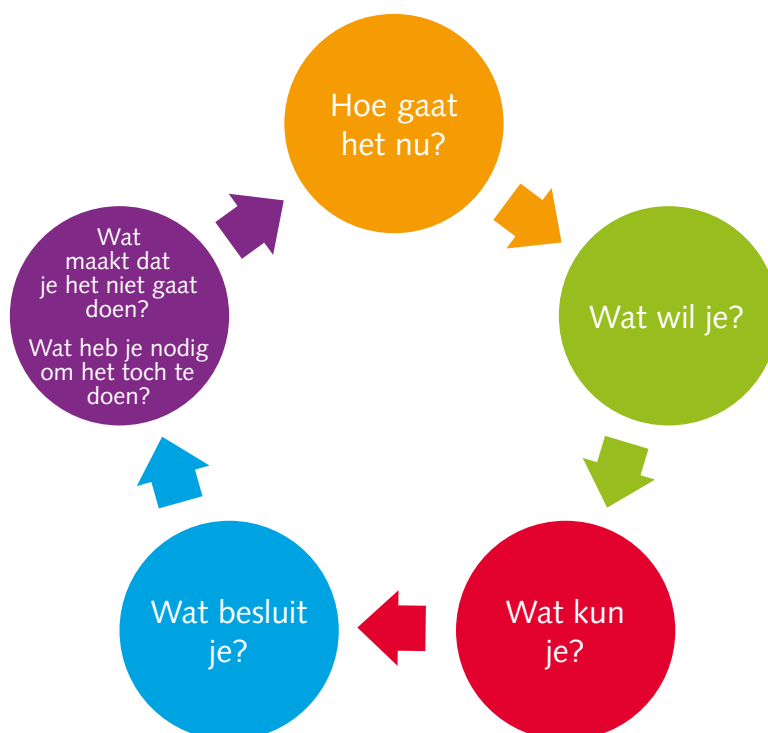 Hoe gaat
het nu?
Wat wil je?
Wat kun
je?
Wat besluit
je?
Wat
maakt dat
je het niet gaat
doen?
Wat heb je nodig
om het toch te
doen?